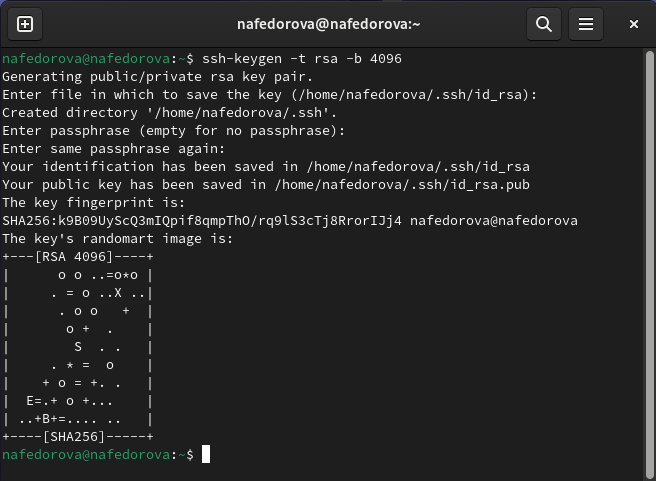 nafedorova@nafedorova:~
nafedorova@nafedorova:~$ ssh-keygen -t rsa -b 4096
Generating public/private rsa key pair.
Enter file in which to save the key (/home/nafedorova/.ssh/id_rsa):
Created directory '/home/nafedorova/.ssh'.
Enter passphrase (empty for no passphrase):
Enter same passphrase again:
Your identification has been saved in /home/nafedorova/.ssh/id_rsa
Your public key has been saved in /home/nafedorova/.ssh/id_rsa.pub
The key fingerprint is:
SHA256:k9B09UyScQ3mIQpif8qmpThO/rq9lS3cTj8RrorIJj4 nafedorova@nafedorova
The key's randomart image is:
+---[RSA 4096]----+
|      o o ..=o*o |
|     . = o ..X ..|
|      . o o   +  |
|       o +  .    |
|        S  . .   |
|     . * =  o    |
|    + o = +. .   |
|  E=.+ o +...    |
| ..+B+=.... ..   |
+----[SHA256]-----+
nafedorova@nafedorova:~$